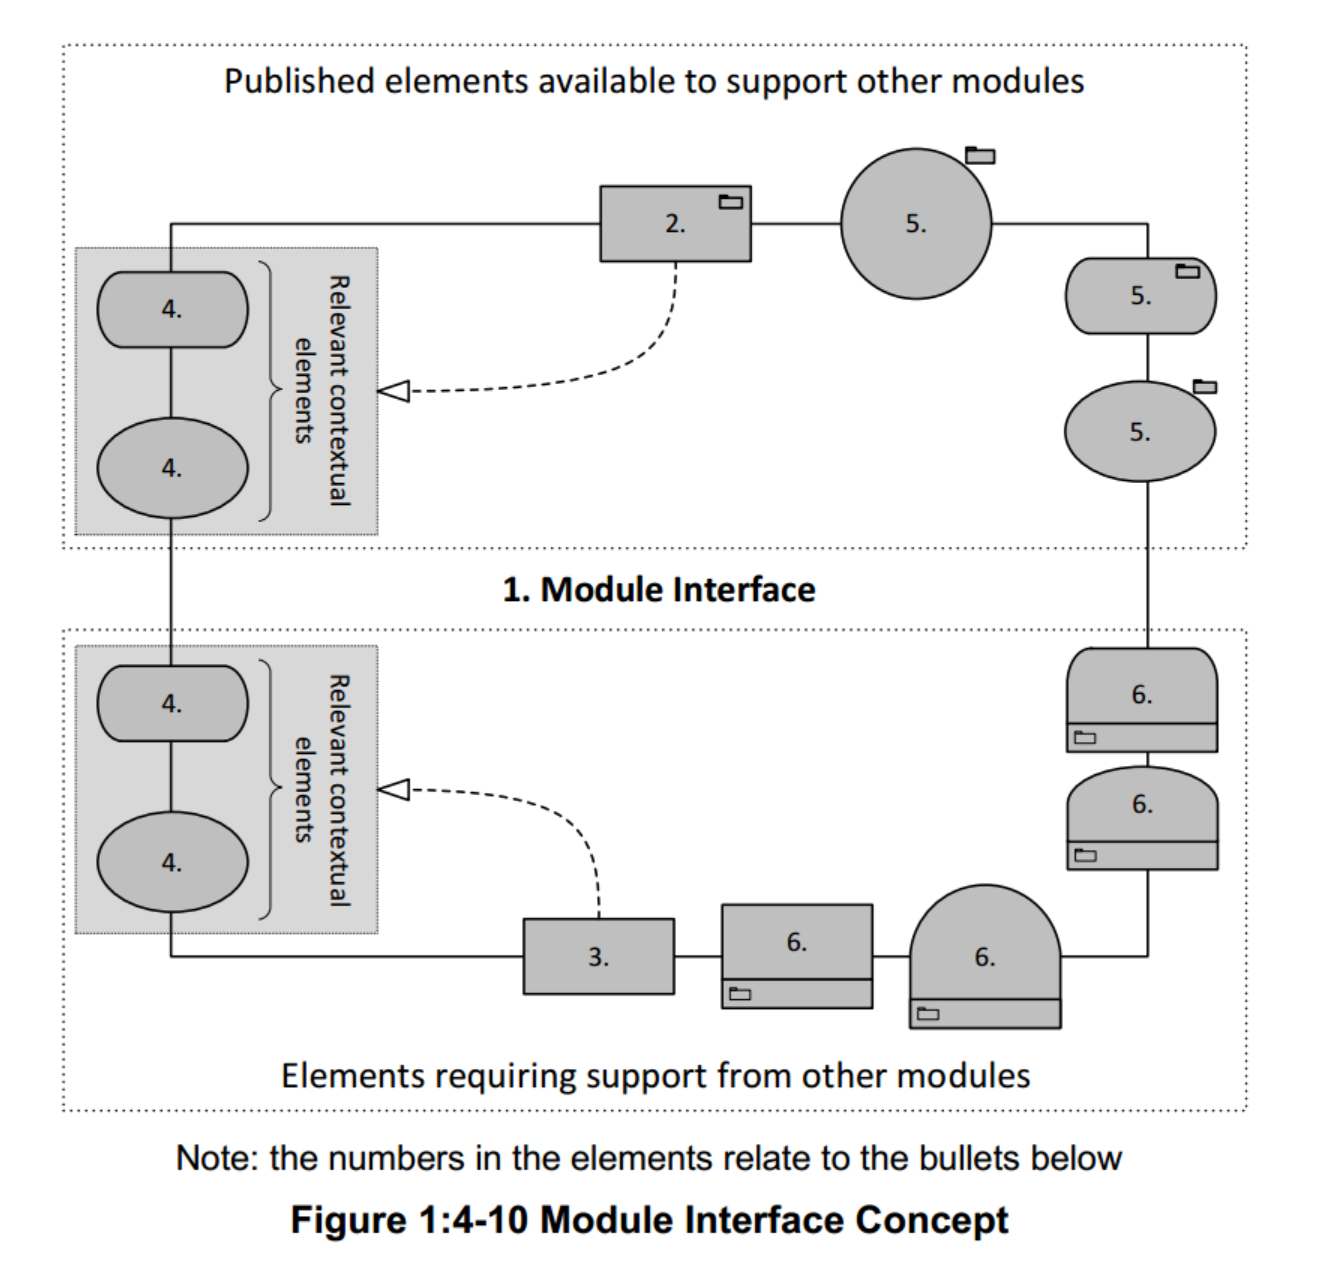 Published elements available to support other modules
2.
5.
5.
5.
4.
4.
Relevant contextual
elements
1. Module Interface
4.
4.
Relevant contextual
elements
6.
6.
3.
6.
6.
Elements requiring support from other modules
Note: the numbers in the elements relate to the bullets below
Figure 1:4-10 Module Interface Concept